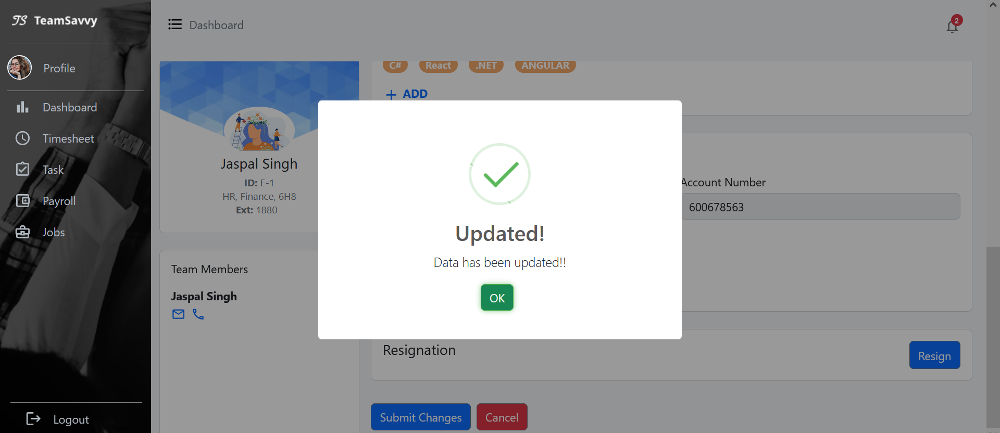 TS TeamSavvy
Profile
Dashboard
Timesheet
Task
Payroll
Jobs
Logout
Dashboard
2
Jaspal Singh
ID: E-1
HR, Finance, 6H8
Ext: 1880
Team Members
Jaspal Singh
C# React .NET ANGULAR
+ ADD
Account Number
600678563
Updated!
Data has been updated!!
OK
Resignation
Resign
Submit Changes Cancel